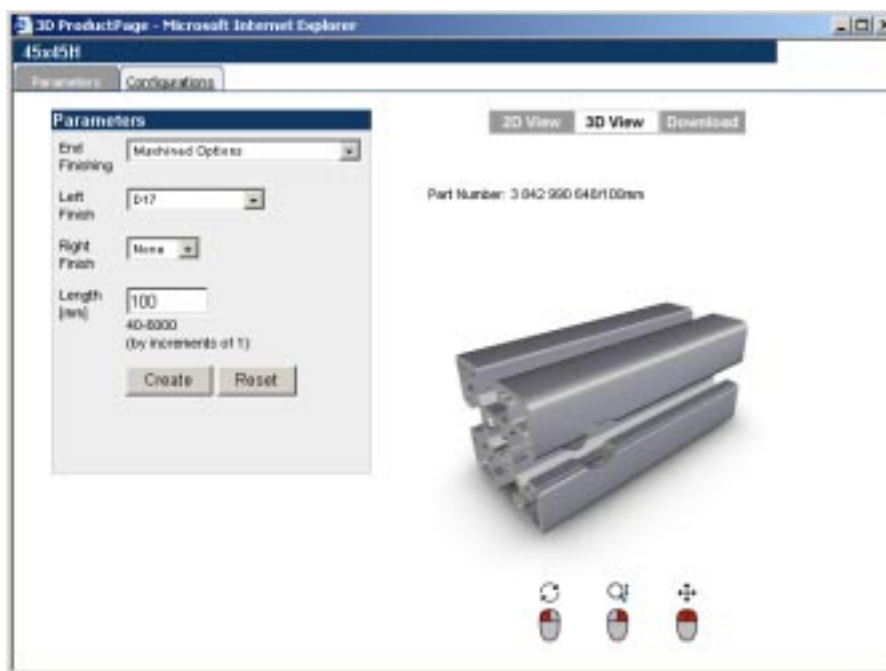 3D ProductPage - Microsoft Internet Explorer
45x45H
Parameters Configurations
Parameters
2D View 3D View Download
End Finishing
Machined Options
Left Finish
D17
Part Number: 3 842 990 648/100mm
Right Finish
None
Length [mm]
100
40-6000
(by increments of 1)
Create Reset